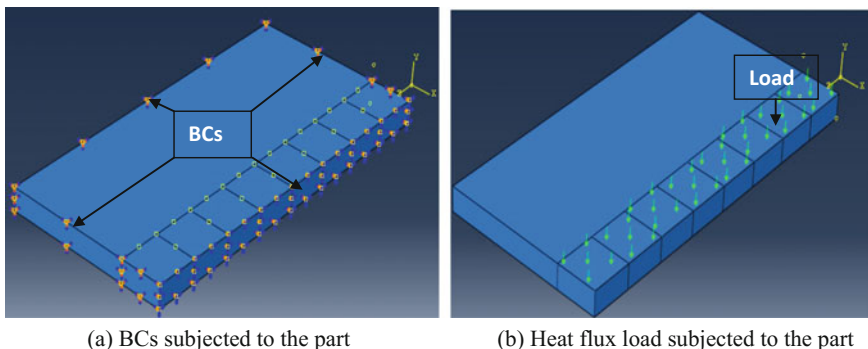 BCs
Load
Y
X
Z
Y
X
Z
(a) BCs subjected to the part
(b) Heat flux load subjected to the part